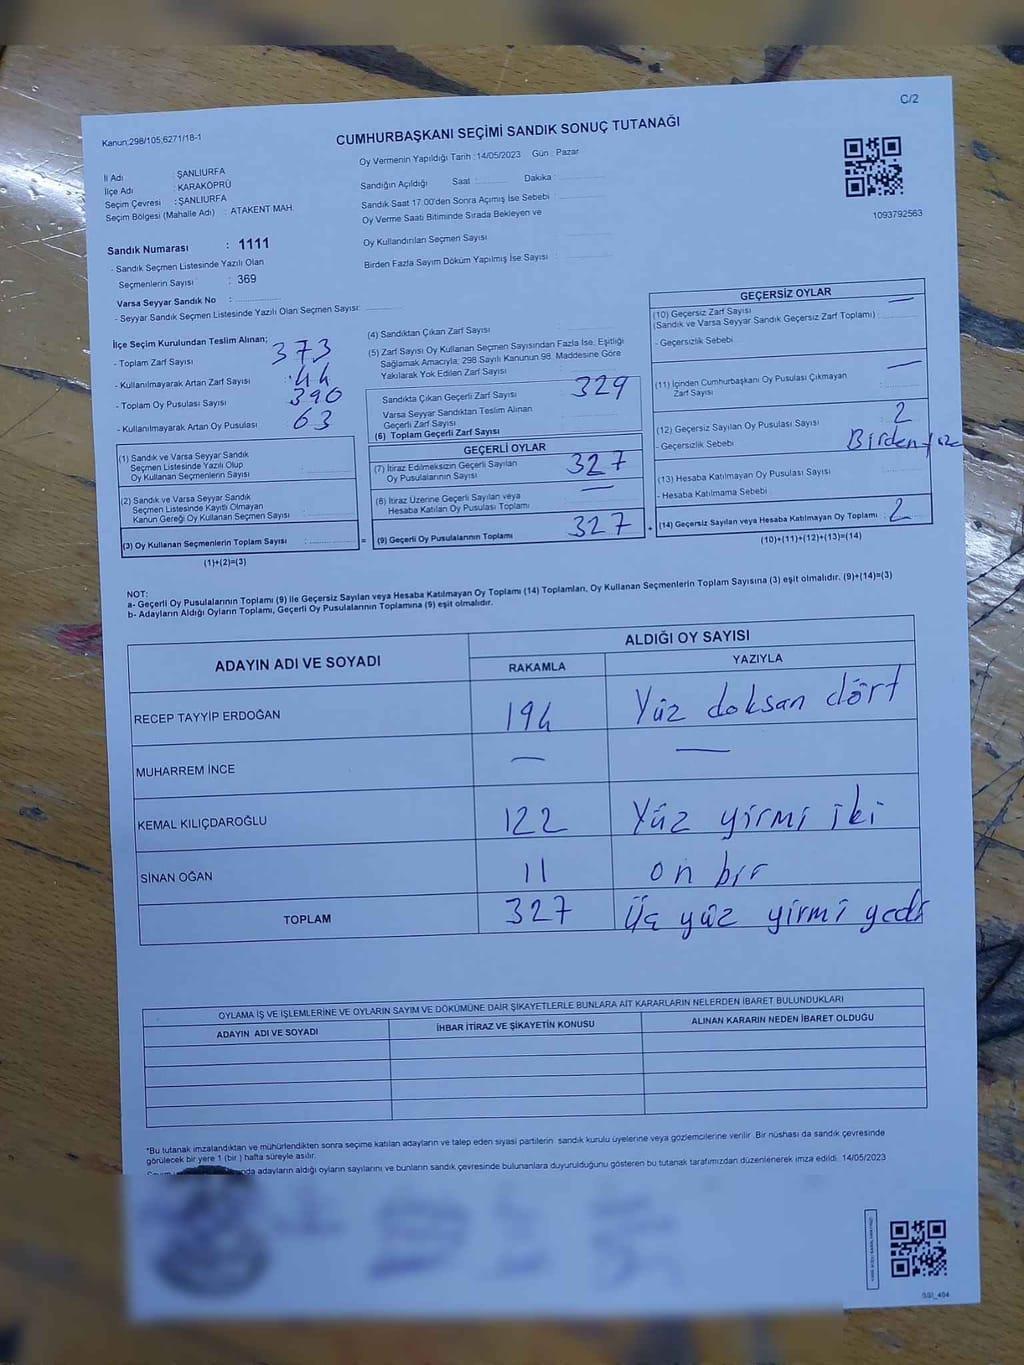 C/2
Kanun;298/105,6271/18-1
CUMHURBAŞKANI SEÇİMİ SANDIK SONUÇ TUTANAĞI
İl Adı : ŞANLIURFA
İlçe Adı : KARAKÖPRÜ
Seçim Çevresi : ŞANLIURFA
Seçim Bölgesi (Mahalle Adı) : ATAKENT MAH.
Sandık Numarası : 1111
- Sandık Seçmen Listesinde Yazılı Olan
Seçmenlerin Sayısı : 369
Varsa Seyyar Sandık No :
- Seyyar Sandık Seçmen Listesinde Yazılı Olan Seçmen Sayısı:
Oy Vermenin Yapıldığı Tarih : 14/05/2023 Gün : Pazar
Sandığın Açıldığı Saat : Dakika :
Sandık Saat 17.00'den Sonra Açımış İse Sebebi :
Oy Verme Saati Bitiminde Sırada Bekleyen ve
Oy Kullandırılan Seçmen Sayısı :
Birden Fazla Sayım Döküm Yapılmış İse Sayısı :
1093792563
İlçe Seçim Kurulundan Teslim Alınan;
- Toplam Zarf Sayısı 373
- Kullanılmayarak Artan Zarf Sayısı 44
- Toplam Oy Pusulası Sayısı 390
- Kullanılmayarak Artan Oy Pusulası 63
(1) Sandık ve Varsa Seyyar Sandık
Seçmen Listesinde Yazılı Olup
Oy Kullanan Seçmenlerin Sayısı :
(2) Sandık ve Varsa Seyyar Sandık
Seçmen Listesinde Kayıtlı Olmayan
Kanun Gereği Oy Kullanan Seçmen Sayısı :
(3) Oy Kullanan Seçmenlerin Toplam Sayısı :
(1)+(2)=(3)
(4) Sandıktan Çıkan Zarf Sayısı :
(5) Zarf Sayısı Oy Kullanan Seçmen Sayısından Fazla İse; Eşitliği
Sağlamak Amacıyla; 298 Sayılı Kanunun 98. Maddesine Göre
Yakılarak Yok Edilen Zarf Sayısı :
Sandıkta Çıkan Geçerli Zarf Sayısı : 329
Varsa Seyyar Sandıktan Teslim Alınan
Geçerli Zarf Sayısı :
(6) Toplam Geçerli Zarf Sayısı
GEÇERLİ OYLAR
(7) İtiraz Edilmeksizin Geçerli Sayılan
Oy Pusulalarının Sayısı : 327
(8) İtiraz Üzerine Geçerli Sayılan veya —
Hesaba Katılan Oy Pusulası Toplamı
(9) Geçerli Oy Pusulalarının Toplamı 327
GEÇERSİZ OYLAR
(10) Geçersiz Zarf Sayısı —
(Sandık ve Varsa Seyyar Sandık Geçersiz Zarf Toplamı) :
- Geçersizlik Sebebi :
(11) İçinden Cumhurbaşkanı Oy Pusulası Çıkmayan —
Zarf Sayısı :
(12) Geçersiz Sayılan Oy Pusulası Sayısı : 2
- Geçersizlik Sebebi : Birden
(13) Hesaba Katılmayan Oy Pusulası Sayısı :
- Hesaba Katılmama Sebebi :
(14) Geçersiz Sayılan veya Hesaba Katılmayan Oy Toplamı : 2
(10)+(11)+(12)+(13)=(14)
NOT:
a- Geçerli Oy Pusulalarının Toplamı (9) ile Geçersiz Sayılan veya Hesaba Katılmayan Oy Toplamı (14) Toplamları, Oy Kullanan Seçmenlerin Toplam Sayısına (3) eşit olmalıdır. (9)+(14)=(3)
b- Adayların Aldığı Oyların Toplamı, Geçerli Oy Pusulalarının Toplamına (9) eşit olmalıdır.
ADAYIN ADI VE SOYADI
ALDIĞI OY SAYISI
RAKAMLA YAZIYLA
RECEP TAYYİP ERDOĞAN 194 Yüz doksan dört
MUHARREM İNCE — —
KEMAL KILIÇDAROĞLU 122 Yüz yirmi iki
SİNAN OĞAN 11 on bir
TOPLAM 327 Üç yüz yirmi yedi
OYLAMA İŞ VE İŞLEMLERİNE VE OYLARIN SAYIM VE DÖKÜMÜNE DAİR ŞİKAYETLERLE BUNLARA AİT KARARLARIN NELERDEN İBARET BULUNDUKLARI
ADAYIN ADI VE SOYADI İHBAR İTİRAZ VE ŞİKAYETİN KONUSU ALINAN KARARIN NEDEN İBARET OLDUĞU
*Bu tutanak imzalandıktan ve mühürlendikten sonra seçime katılan adayların ve talep eden siyasi partilerin sandık kurulu üyelerine veya gözlemcilerine verilir. Bir nüshası da sandık çevresinde
görülecek bir yere 1 (bir ) hafta süreyle asılır.
adayların aldığı oyların sayılarını ve bunların sandık çevresinde bulunanlara duyurulduğunu gösteren bu tutanak tarafımızdan düzenlenerek imza edildi. 14/05/2023